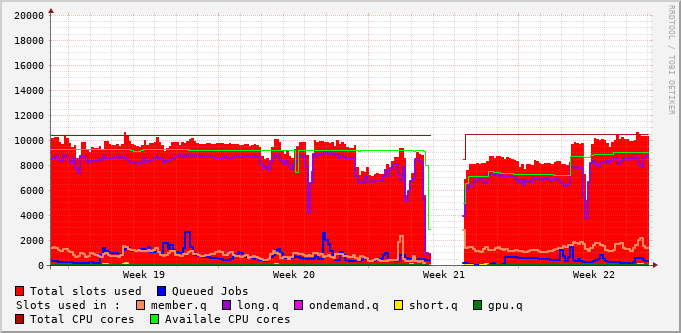 20000
18000
16000
14000
12000
10000
8000
6000
4000
2000
0
Week 19 Week 20 Week 21 Week 22
Total slots used Queued Jobs
Slots used in : member.q long.q ondemand.q short.q gpu.q
Total CPU cores Availale CPU cores
RRDTOOL / TOBI OETIKER